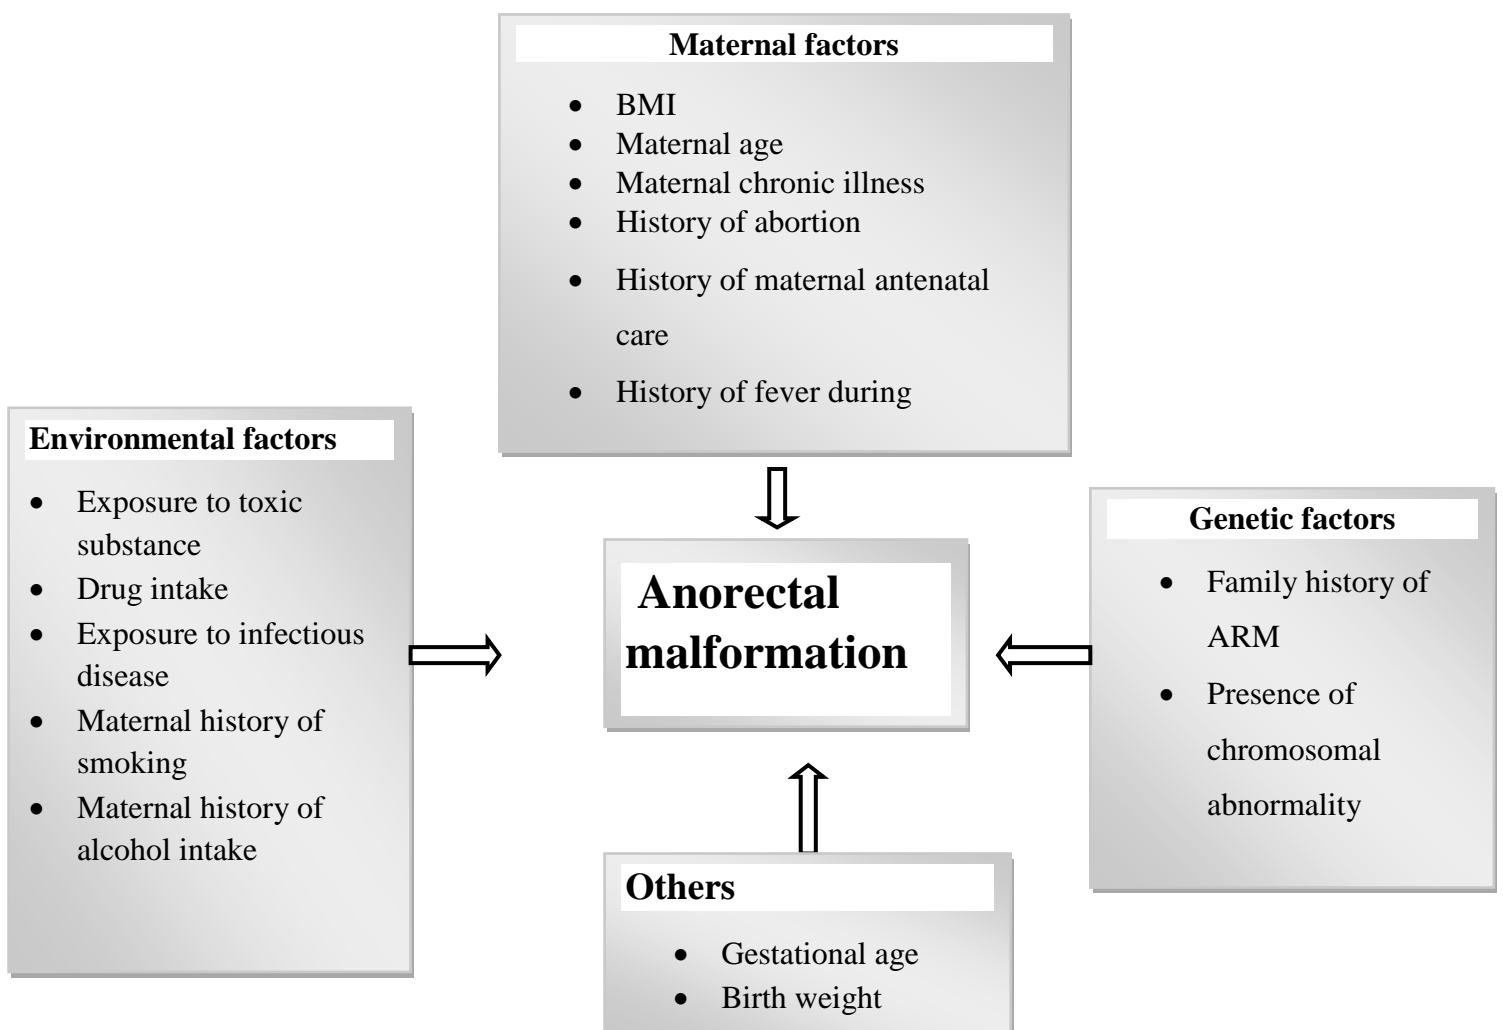 Maternal factors
• BMI
• Maternal age
• Maternal chronic illness
• History of abortion
• History of maternal antenatal
care
• History of fever during
Environmental factors
• Exposure to toxic
substance
• Drug intake
• Exposure to infectious
disease
• Maternal history of
smoking
• Maternal history of
alcohol intake
Anorectal
malformation
Genetic factors
• Family history of
ARM
• Presence of
chromosomal
abnormality
Others
• Gestational age
• Birth weight